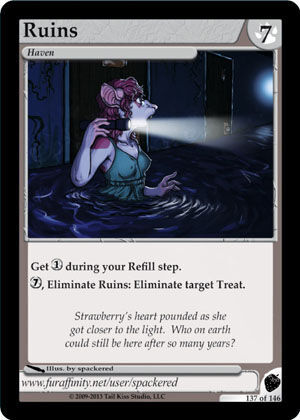 Ruins
7
Haven
Get 1 during your Refill step.
7, Eliminate Ruins: Eliminate target Treat.
Strawberry's heart pounded as she
got closer to the light. Who on earth
could still be here after so many years?
Illus. by spackered
www.furaffinity.net/user/spackered
© 2009-2013 Tail Kiss Studio, LLC
137 of 146